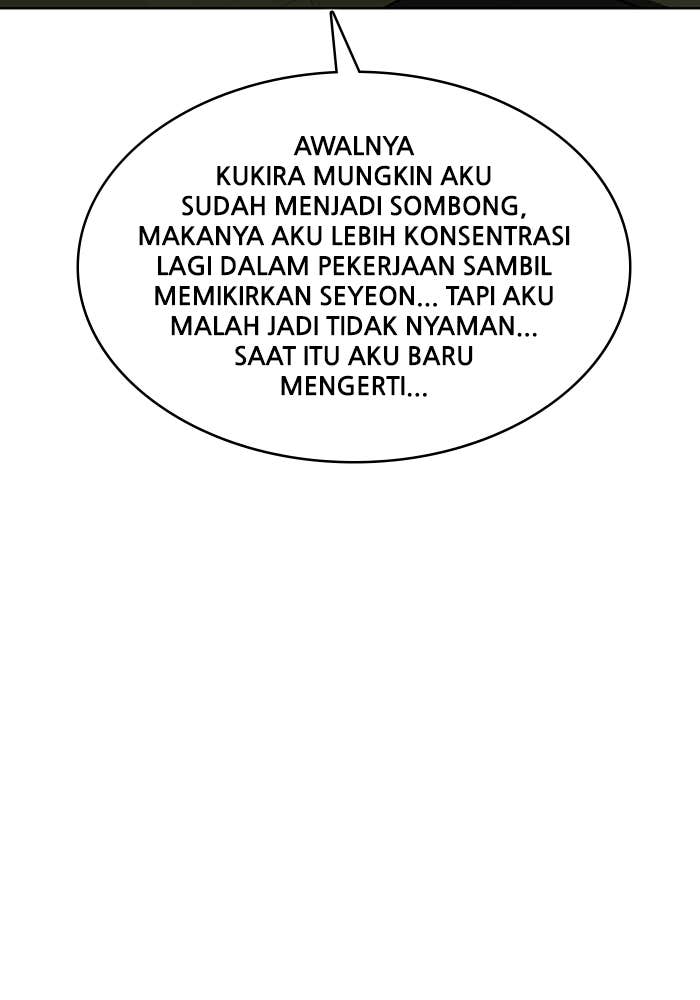 AWALNYA
KUKIRA MUNGKIN AKU
SUDAH MENJADI SOMBONG,
MAKANYA AKU LEBIH KONSENTRASI
LAGI DALAM PEKERJAAN SAMBIL
MEMIKIRKAN SEYEON... TAPI AKU
MALAH JADI TIDAK NYAMAN...
SAAT ITU AKU BARU
MENGERTI...